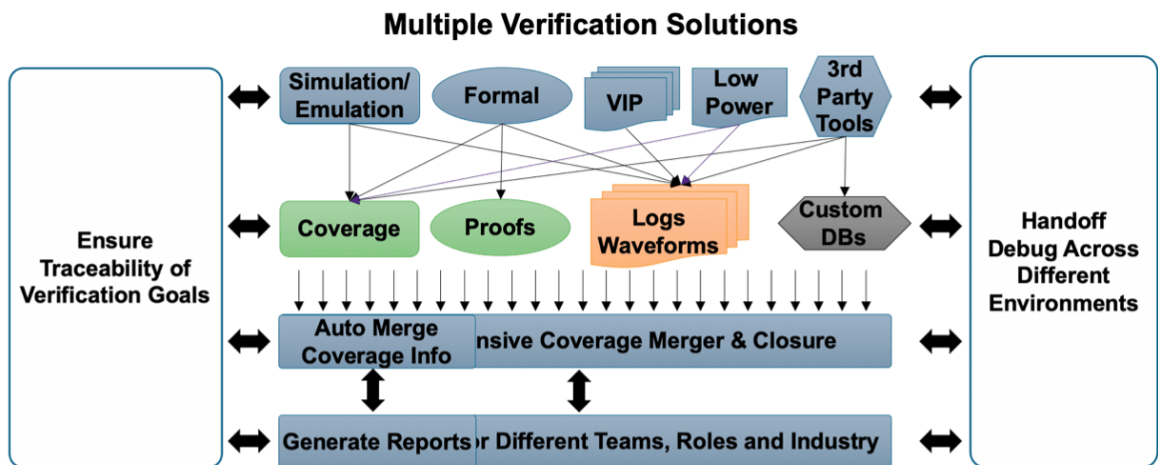 Multiple Verification Solutions
Simulation/
Emulation
Formal
VIP
Low
Power
3rd
Party
Tools
Coverage
Proofs
Logs
Waveforms
Custom
DBs
Ensure
Traceability of
Verification Goals
Handoff
Debug Across
Different
Environments
Auto Merge
Coverage Info
nsive Coverage Merger & Closure
Generate Reports
or Different Teams, Roles and Industry